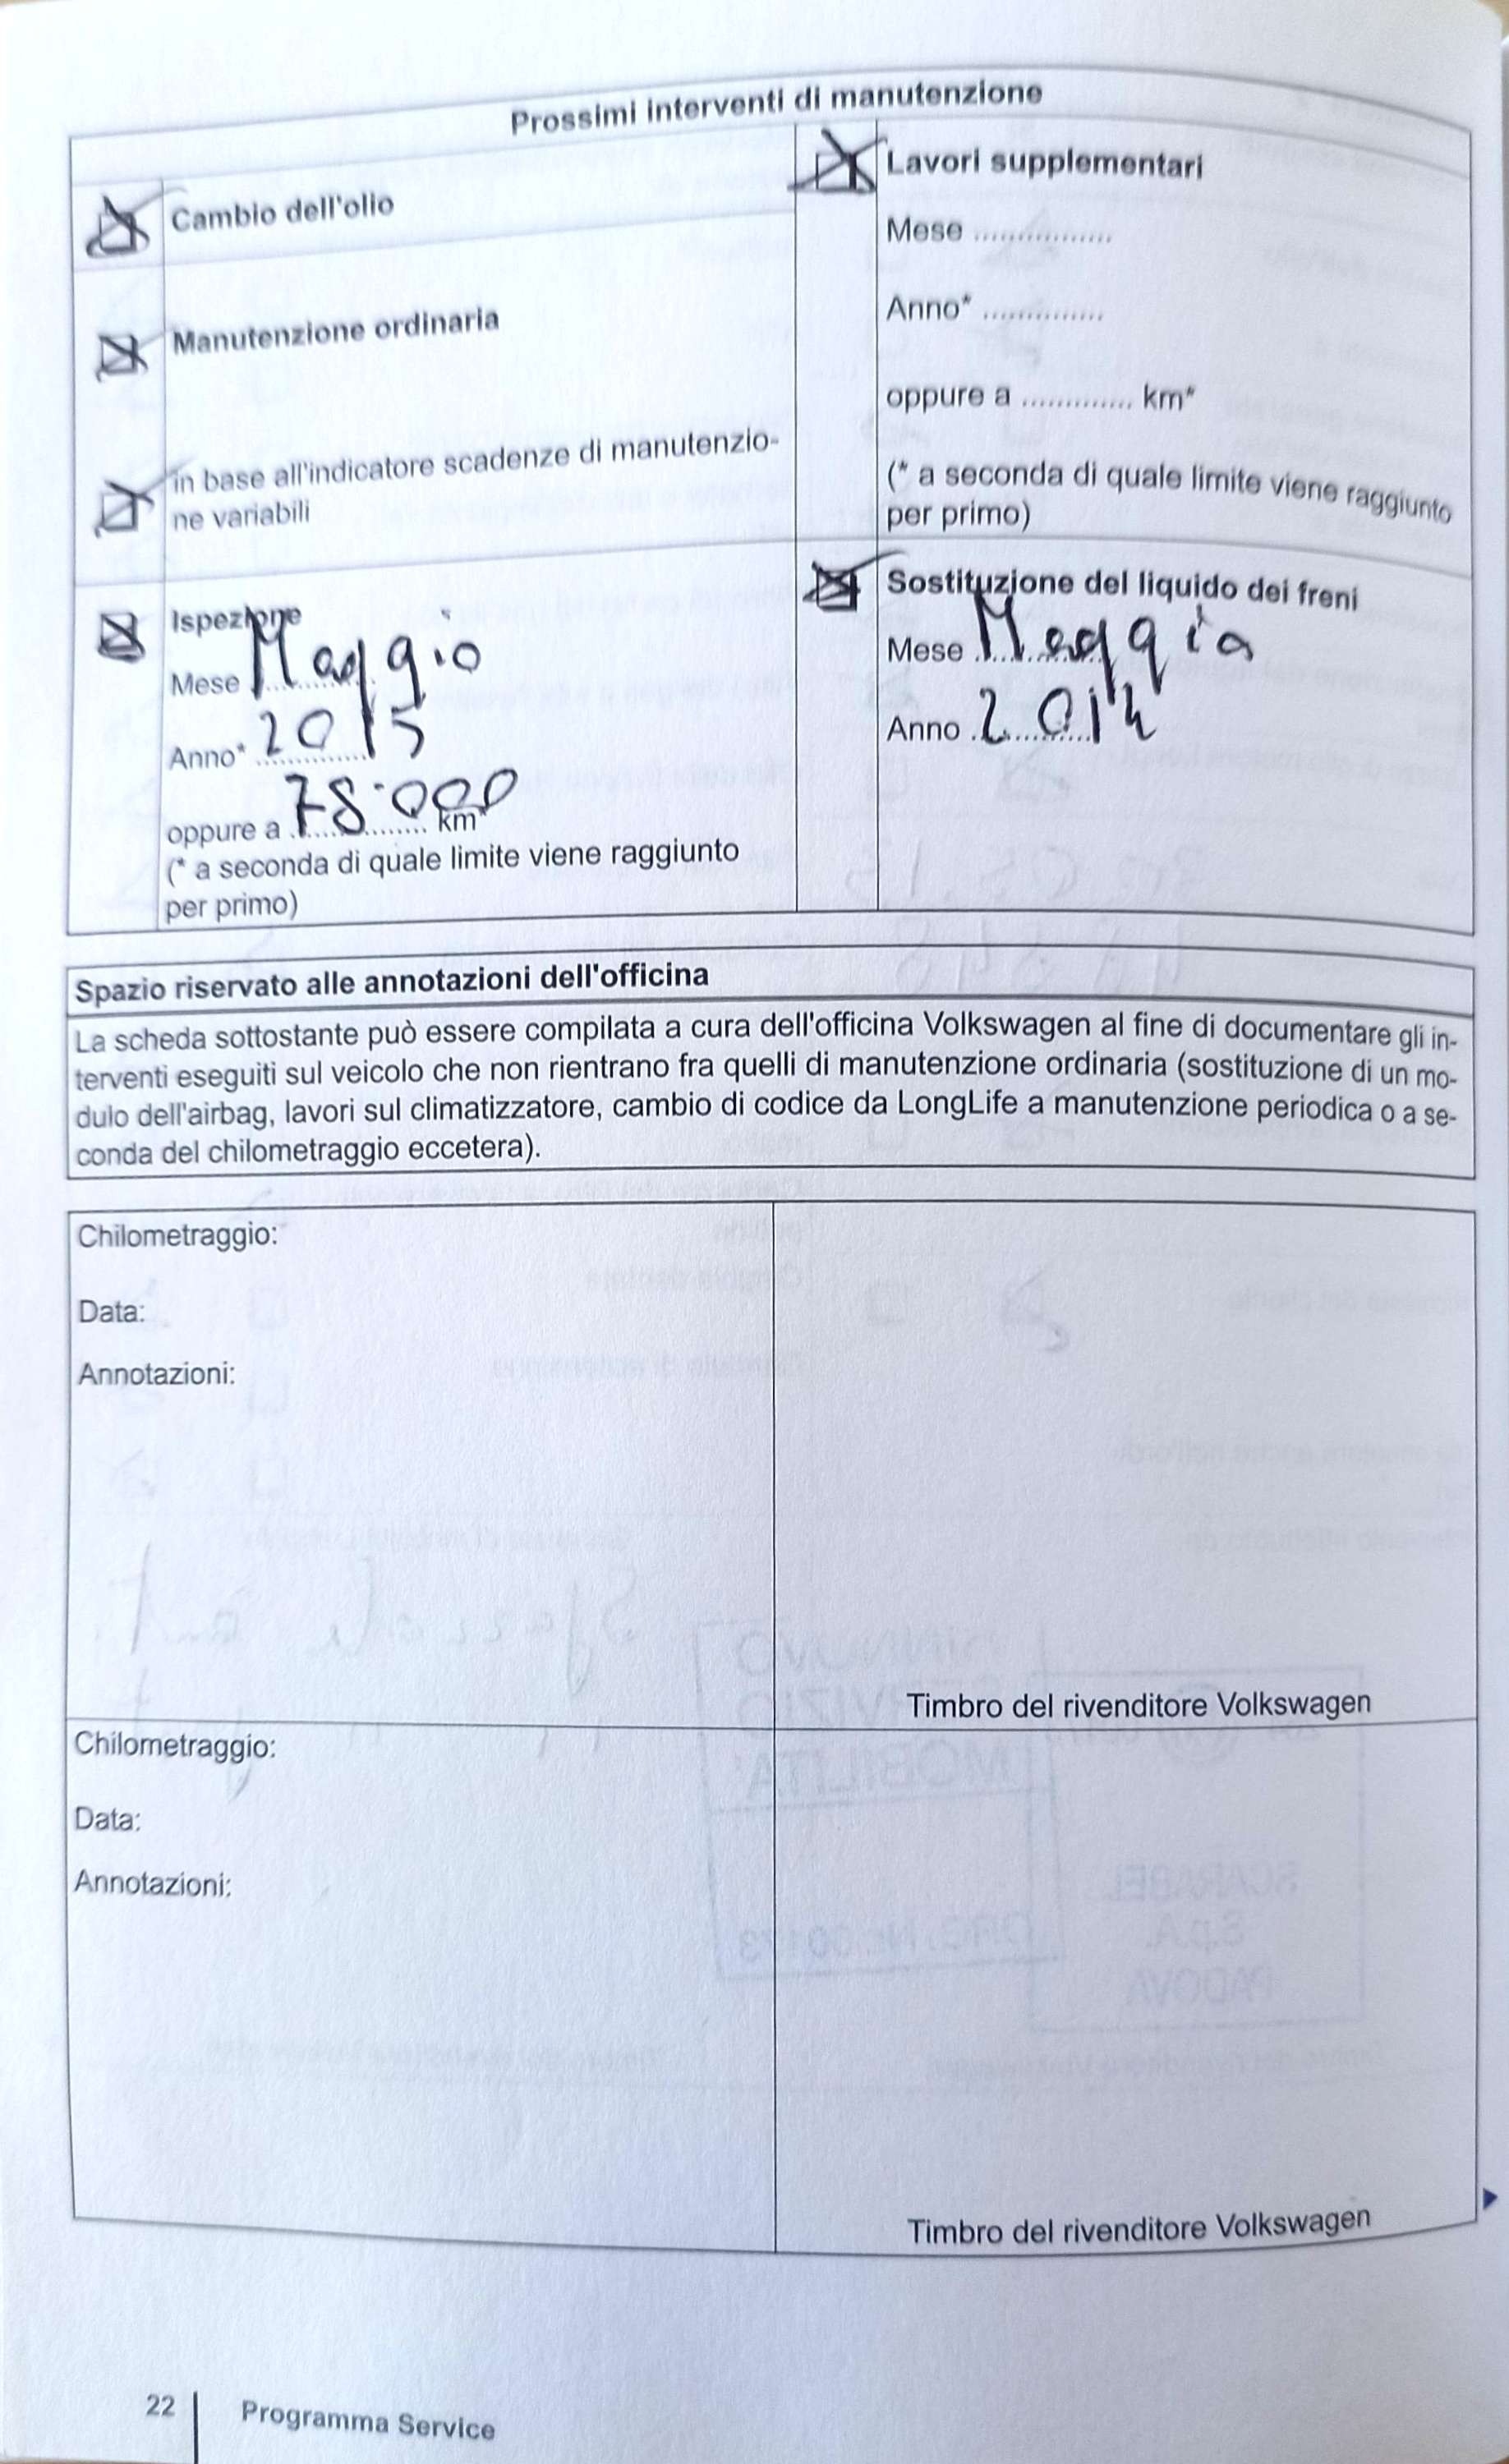 Prossimi interventi di manutenzione
Cambio dell'olio
Manutenzione ordinaria
in base all'indicatore scadenze di manutenzio-
ne variabili
Lavori supplementari
Mese ................
Anno* ..............
oppure a ............. km*
(* a seconda di quale limite viene raggiunto
per primo)
Ispezione
Mese Maggio
Anno* 2015
oppure a 78.000 km*
(* a seconda di quale limite viene raggiunto
per primo)
Sostituzione del liquido dei freni
Mese Maggio
Anno 2014
Spazio riservato alle annotazioni dell'officina
La scheda sottostante può essere compilata a cura dell'officina Volkswagen al fine di documentare gli in-
terventi eseguiti sul veicolo che non rientrano fra quelli di manutenzione ordinaria (sostituzione di un mo-
dulo dell'airbag, lavori sul climatizzatore, cambio di codice da LongLife a manutenzione periodica o a se-
conda del chilometraggio eccetera).
Chilometraggio:
Data:
Annotazioni:
Timbro del rivenditore Volkswagen
Chilometraggio:
Data:
Annotazioni:
Timbro del rivenditore Volkswagen
22
Programma Service